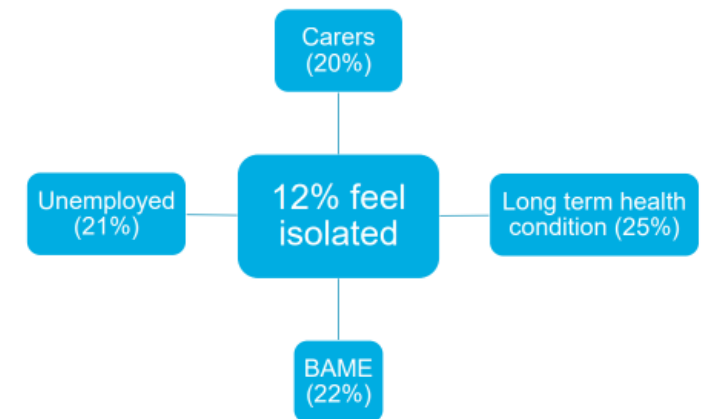 Carers
(20%)
Unemployed
(21%)
12% feel
isolated
Long term health
condition (25%)
BAME
(22%)